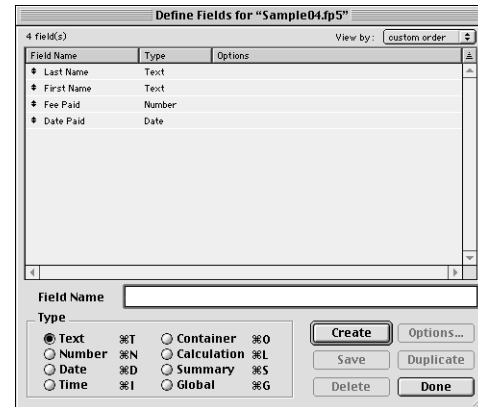 Define Fields for “Sample04.fp5”
4 field(s) View by: custom order
Field Name Type Options
Last Name Text
First Name Text
Fee Paid Number
Date Paid Date
Field Name
Type
Text ⌘T Container ⌘O
Number ⌘N Calculation ⌘L
Date ⌘D Summary ⌘S
Time ⌘I Global ⌘G
Create Options...
Save Duplicate
Delete Done